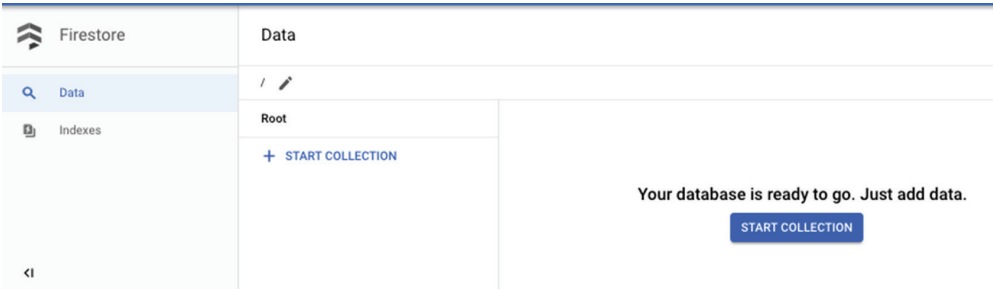 Firestore
Data
Indexes
Data
/
Root
+ START COLLECTION
Your database is ready to go. Just add data.
START COLLECTION